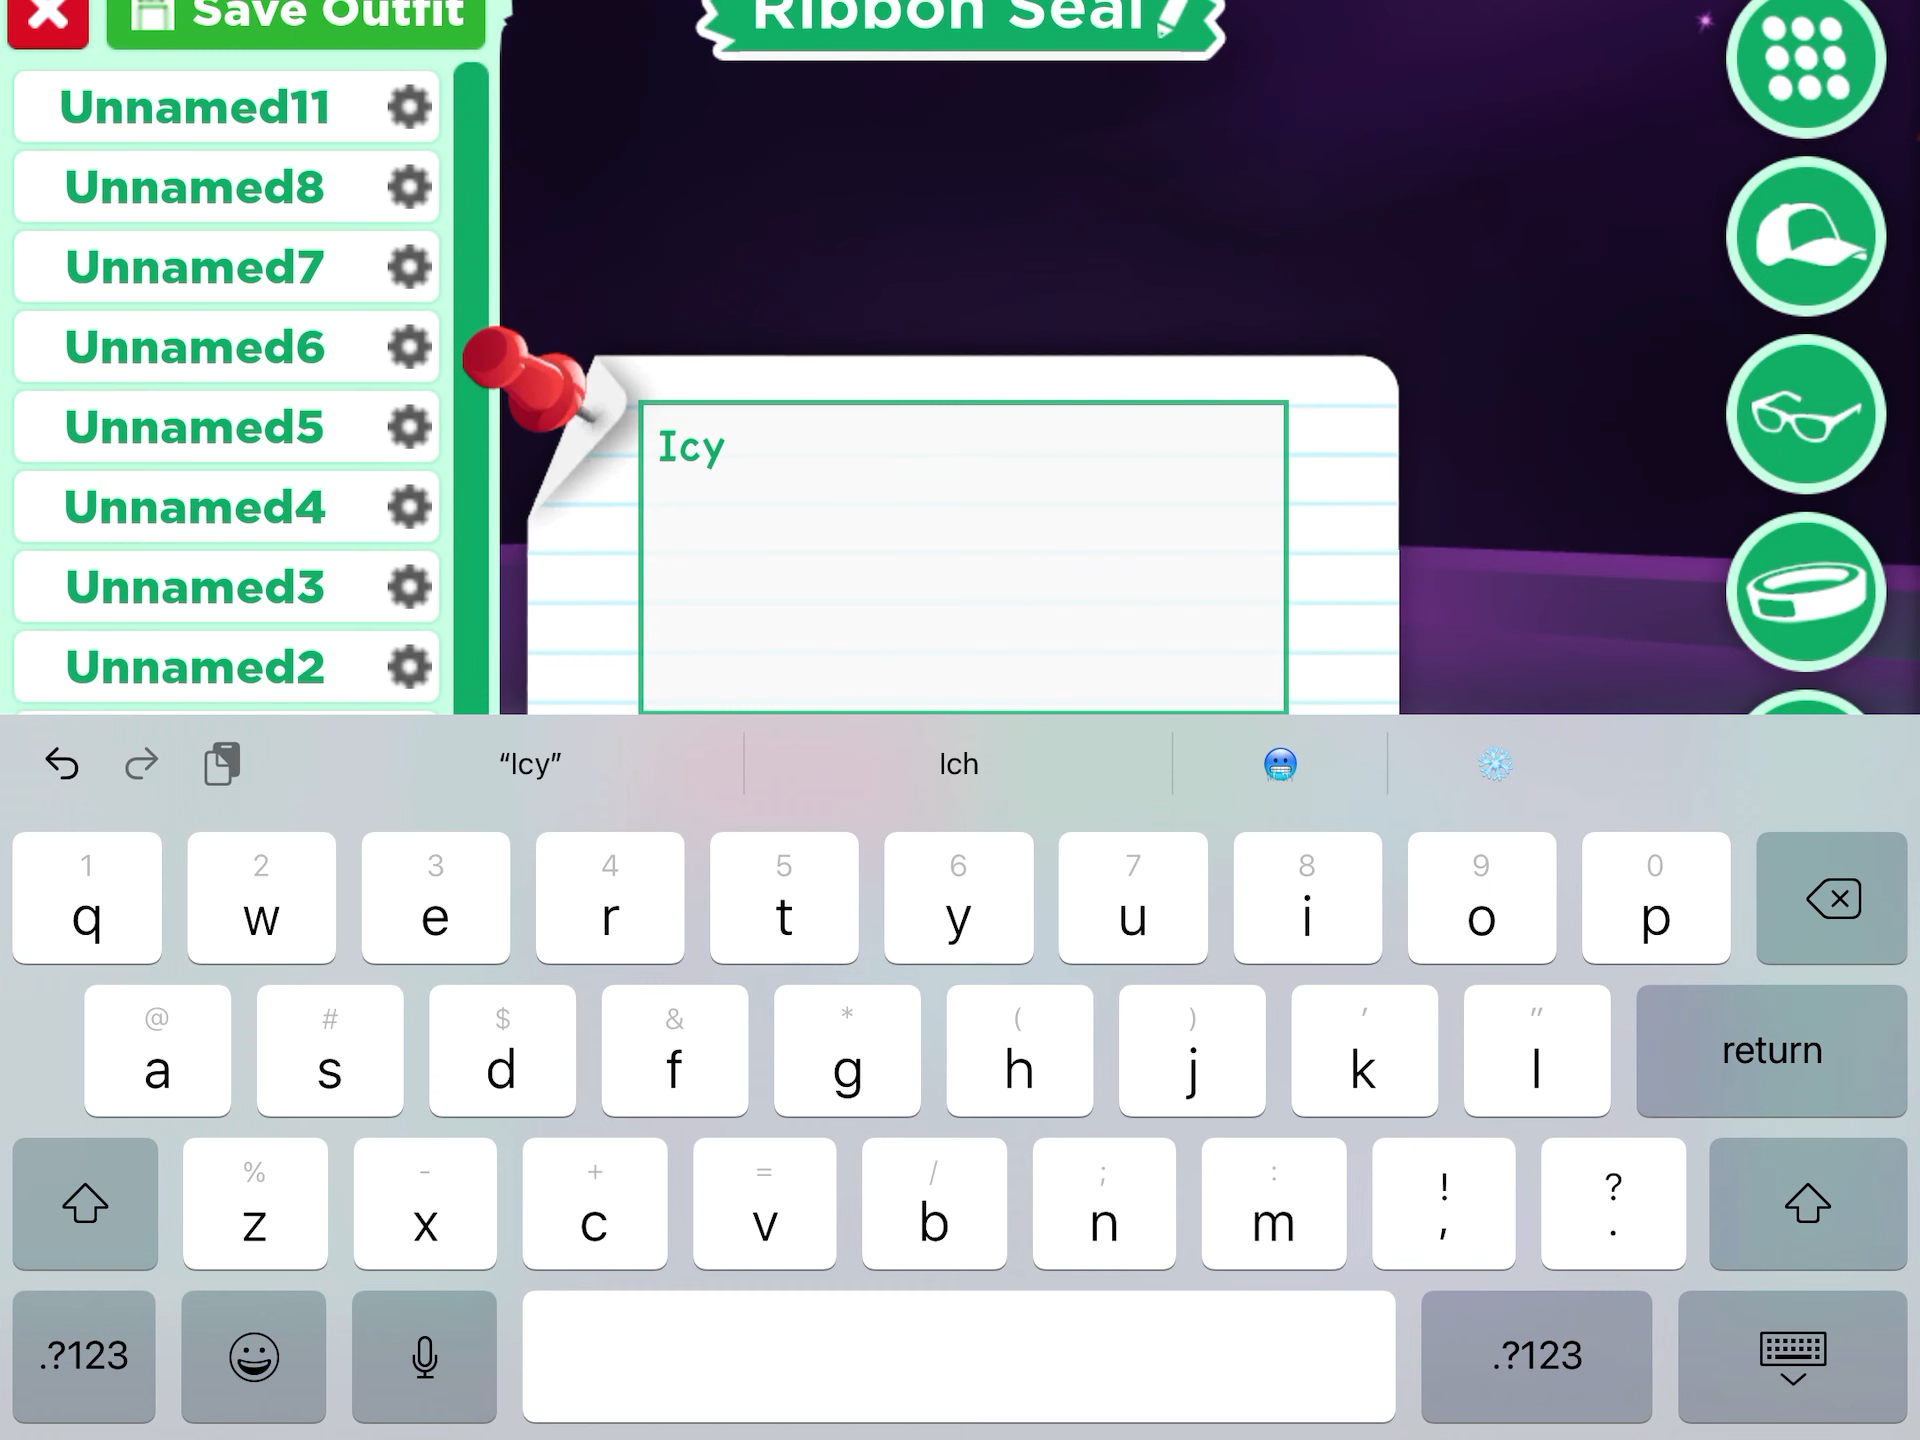 Save Outfit
Ribbon Seal
Unnamed11
Unnamed8
Unnamed7
Unnamed6
Unnamed5
Unnamed4
Unnamed3
Unnamed2
Icy
“Icy” Ich
1 2 3 4 5 6 7 8 9 0
q w e r t y u i o p
@ # $ & * ( ) ' "
a s d f g h j k l return
% - + = / ; : ! ?
z x c v b n m , .
.?123 .?123